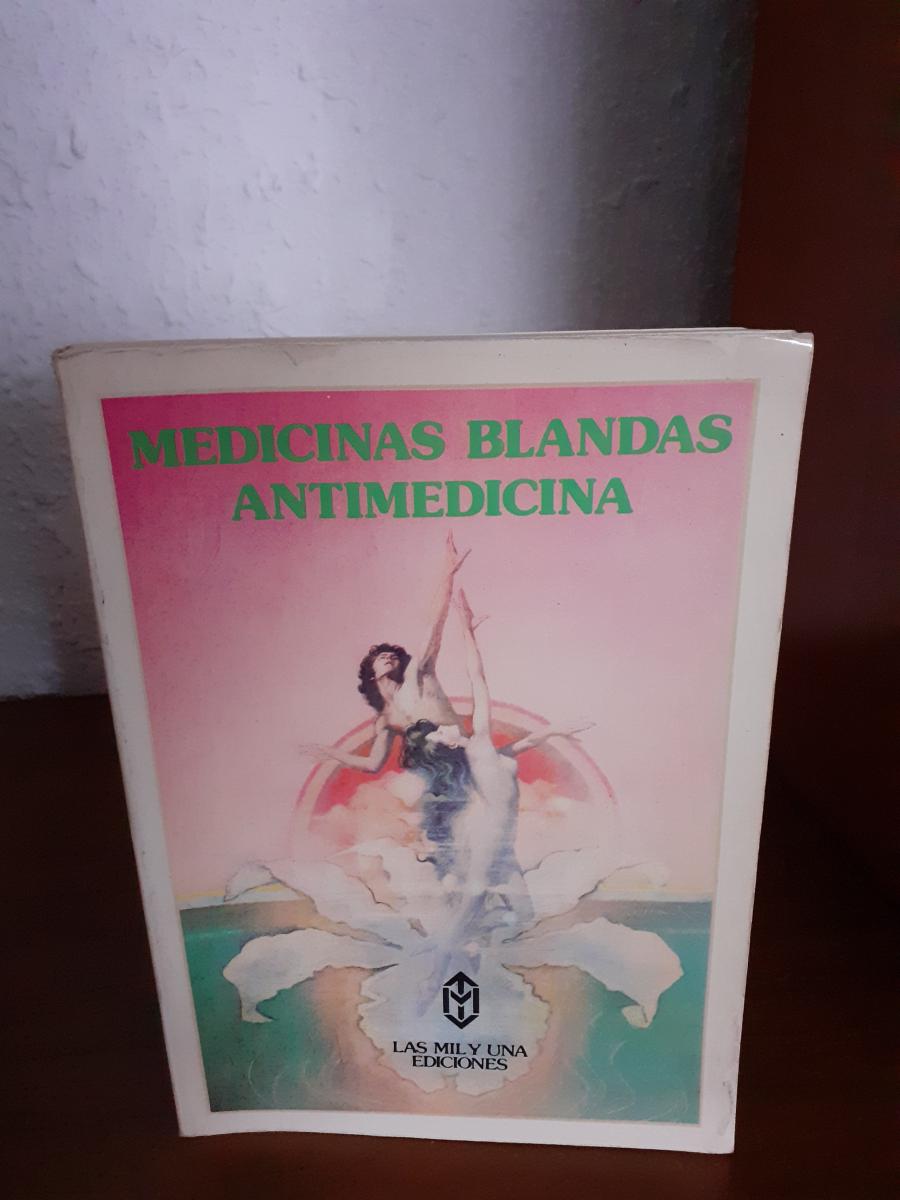 MEDICINAS BLANDAS
ANTIMEDICINA
LAS MIL Y UNA
EDICIONES